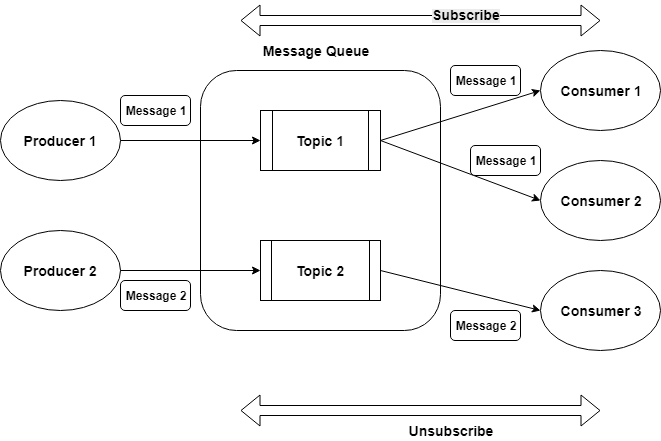 Subscribe
Message Queue
Message 1
Message 1
Producer 1
Topic 1
Consumer 1
Message 1
Consumer 2
Producer 2
Topic 2
Message 2
Message 2
Consumer 3
Unsubscribe